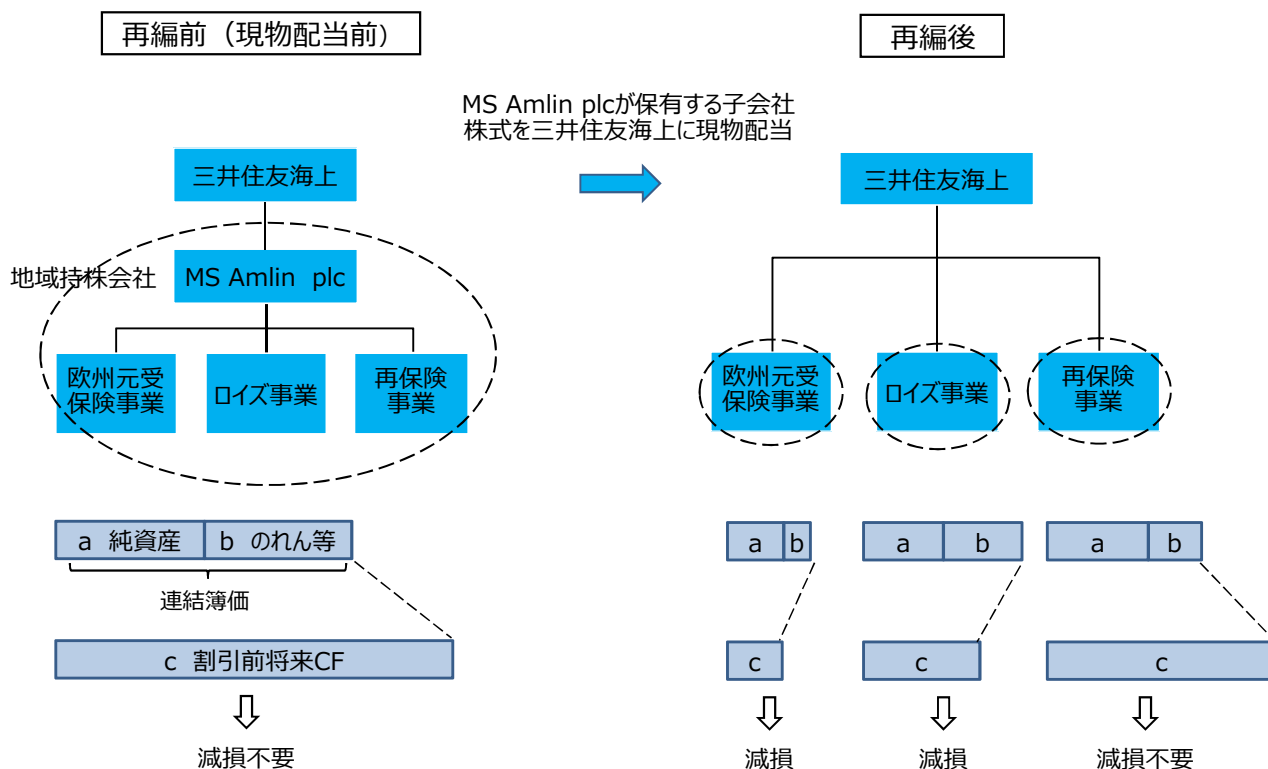 再編前（現物配当前）
再編後
MS Amlin plcが保有する子会社
株式を三井住友海上に現物配当
三井住友海上
地域持株会社
MS Amlin plc
欧州元受
保険事業
ロイズ事業
再保険
事業
a 純資産
b のれん等
連結簿価
c 割引前将来CF
減損不要
三井住友海上
欧州元受
保険事業
ロイズ事業
再保険
事業
a
b
a
b
a
b
c
c
c
減損
減損
減損不要